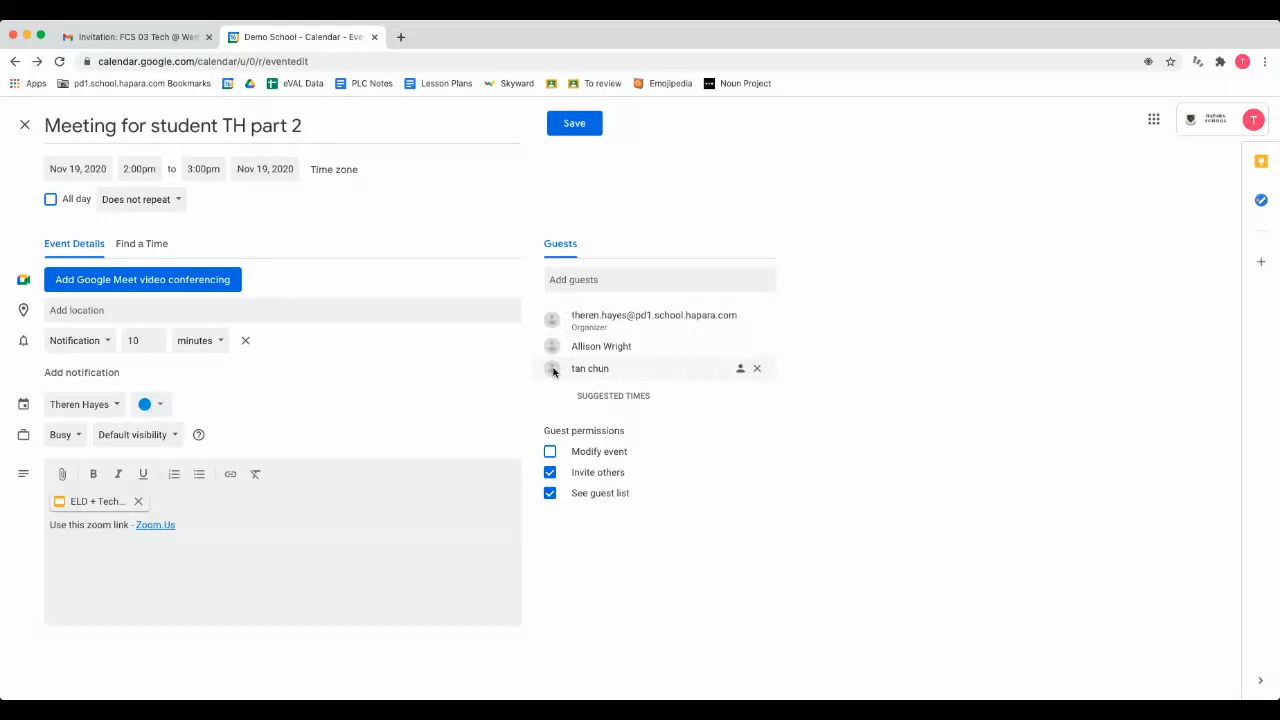 Invitation: FCS 03 Tech @ Wed
Demo School - Calendar - Eve
calendar.google.com/calendar/u/0/r/eventedit
Apps
pd1.school.hapara.com Bookmarks
eVAL Data
PLC Notes
Lesson Plans
Skyward
To review
Emojipedia
Noun Project
Meeting for student TH part 2
Save
HAPARA
SCHOOL
T
Nov 19, 2020 2:00pm to 3:00pm Nov 19, 2020 Time zone
All day Does not repeat
Event Details Find a Time
Add Google Meet video conferencing
Add location
Notification 10 minutes
Add notification
Theren Hayes
Busy Default visibility
ELD + Tech...
Use this zoom link - Zoom.Us
Guests
Add guests
theren.hayes@pd1.school.hapara.com
Organizer
Allison Wright
tan chun
SUGGESTED TIMES
Guest permissions
Modify event
Invite others
See guest list